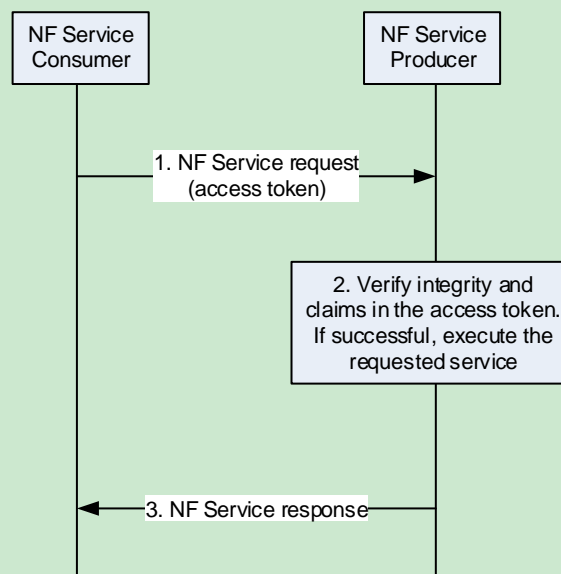 NF Service
Consumer
NF Service
Producer
1. NF Service request
(access token)
2. Verify integrity and
claims in the access token.
If successful, execute the
requested service
3. NF Service response